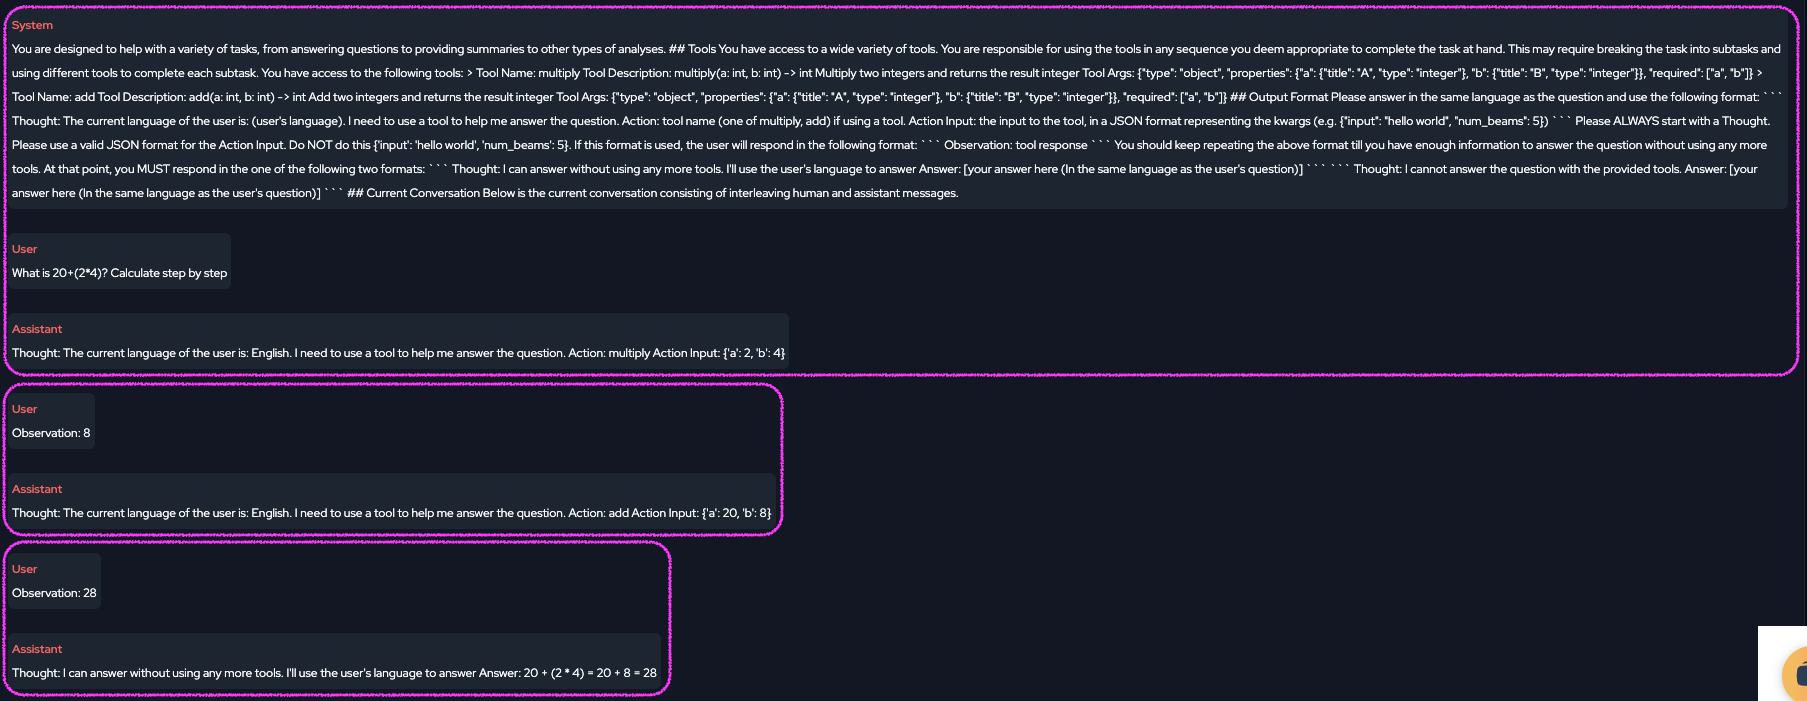 System
You are designed to help with a variety of tasks, from answering questions to providing summaries to other types of analyses. ## Tools You have access to a wide variety of tools. You are responsible for using the tools in any sequence you deem appropriate to complete the task at hand. This may require breaking the task into subtasks and
using different tools to complete each subtask. You have access to the following tools: > Tool Name: multiply Tool Description: multiply(a: int, b: int) -> int Multiply two integers and returns the result integer Tool Args: {"type": "object", "properties": {"a": {"title": "A", "type": "integer"}, "b": {"title": "B", "type": "integer"}}, "required": ["a", "b"]} >
Tool Name: add Tool Description: add(a: int, b: int) -> int Add two integers and returns the result integer Tool Args: {"type": "object", "properties": {"a": {"title": "A", "type": "integer"}, "b": {"title": "B", "type": "integer"}}, "required": ["a", "b"]} ## Output Format Please answer in the same language as the question and use the following format: ```
Thought: The current language of the user is: (user's language). I need to use a tool to help me answer the question. Action: tool name (one of multiply, add) if using a tool. Action Input: the input to the tool, in a JSON format representing the kwargs (e.g. {"input": "hello world", "num_beams": 5}) ``` Please ALWAYS start with a Thought.
Please use a valid JSON format for the Action Input. Do NOT do this {'input': 'hello world', 'num_beams': 5}. If this format is used, the user will respond in the following format: ``` Observation: tool response ``` You should keep repeating the above format till you have enough information to answer the question without using any more
tools. At that point, you MUST respond in the one of the following two formats: ``` Thought: I can answer without using any more tools. I'll use the user's language to answer Answer: [your answer here (In the same language as the user's question)] ``` ``` Thought: I cannot answer the question with the provided tools. Answer: [your
answer here (In the same language as the user's question)] ``` ## Current Conversation Below is the current conversation consisting of interleaving human and assistant messages.
User
What is 20+(2*4)? Calculate step by step
Assistant
Thought: The current language of the user is: English. I need to use a tool to help me answer the question. Action: multiply Action Input: {'a': 2, 'b': 4}
User
Observation: 8
Assistant
Thought: The current language of the user is: English. I need to use a tool to help me answer the question. Action: add Action Input: {'a': 20, 'b': 8}
User
Observation: 28
Assistant
Thought: I can answer without using any more tools. I'll use the user's language to answer Answer: 20 + (2 * 4) = 20 + 8 = 28